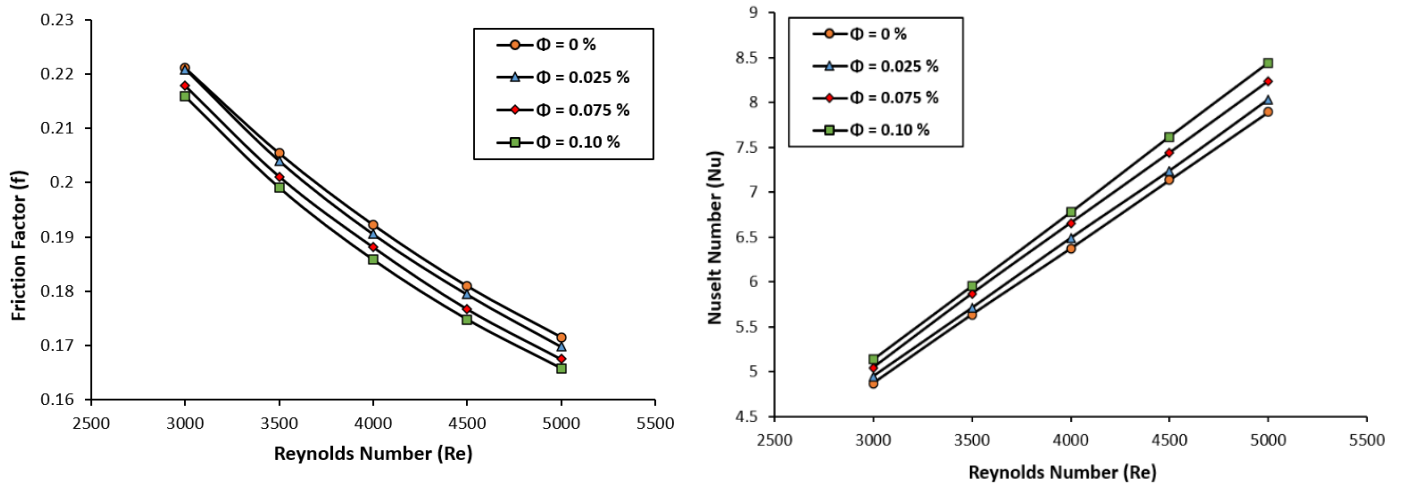 0.23
0.22
0.21
0.2
0.19
0.18
0.17
0.16
2500 3000 3500 4000 4500 5000 5500
Friction Factor (f)
Reynolds Number (Re)
Φ = 0 %
Φ = 0.025 %
Φ = 0.075 %
Φ = 0.10 %
9
8.5
8
7.5
7
6.5
6
5.5
5
4.5
2500 3000 3500 4000 4500 5000 5500
Nuselt Number (Nu)
Reynolds Number (Re)
Φ = 0 %
Φ = 0.025 %
Φ = 0.075 %
Φ = 0.10 %